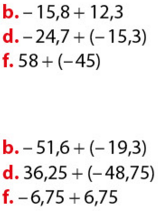 b. – 15,8 + 12,3
d. – 24,7 + (– 15,3)
f. 58 + (– 45)
b. – 51,6 + (– 19,3)
d. 36,25 + (– 48,75)
f. – 6,75 + 6,75